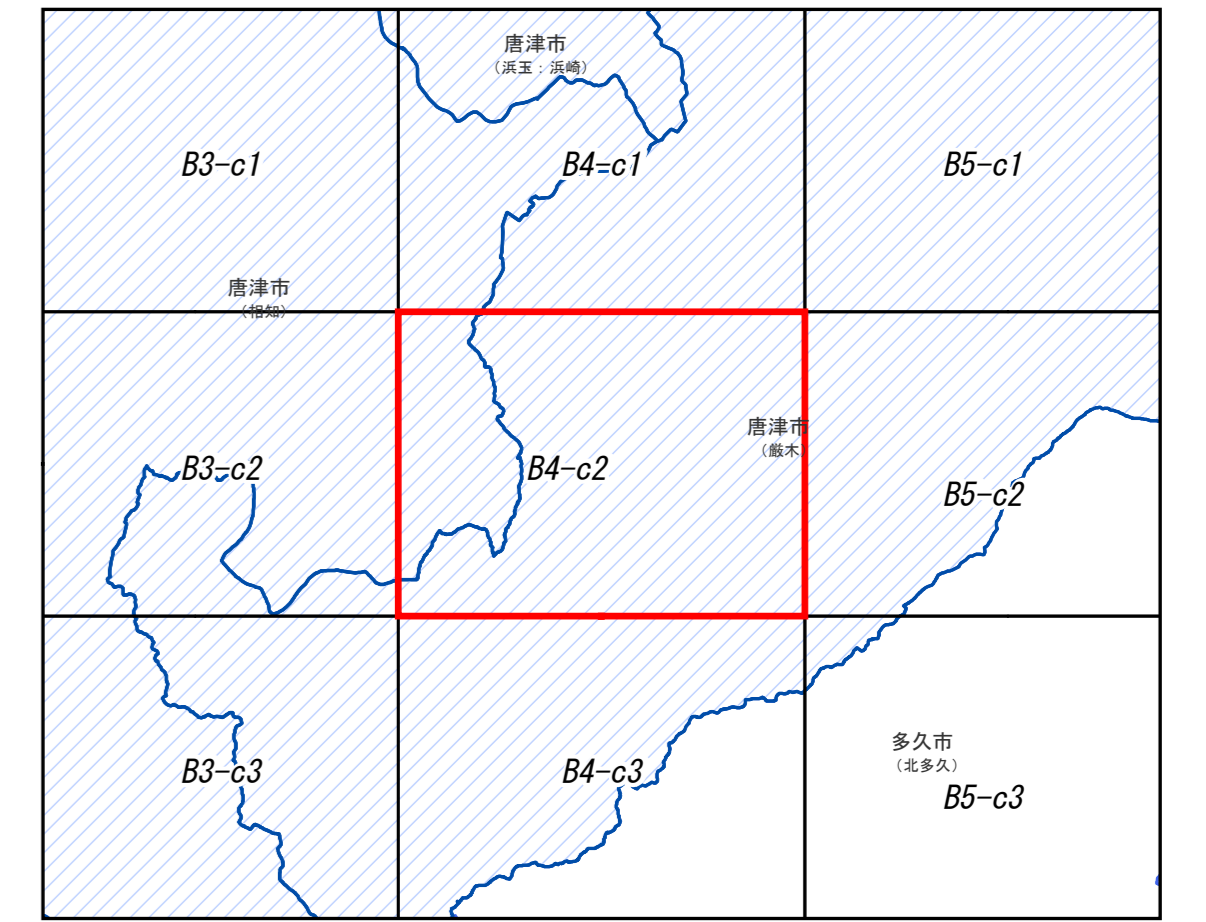 唐津市
（浜玉：浜崎）
B3-c1
B4-c1
B5-c1
唐津市
（相知）
唐津市
（厳木）
B3-c2
B4-c2
B5-c2
多久市
（北多久）
B3-c3
B4-c3
B5-c3